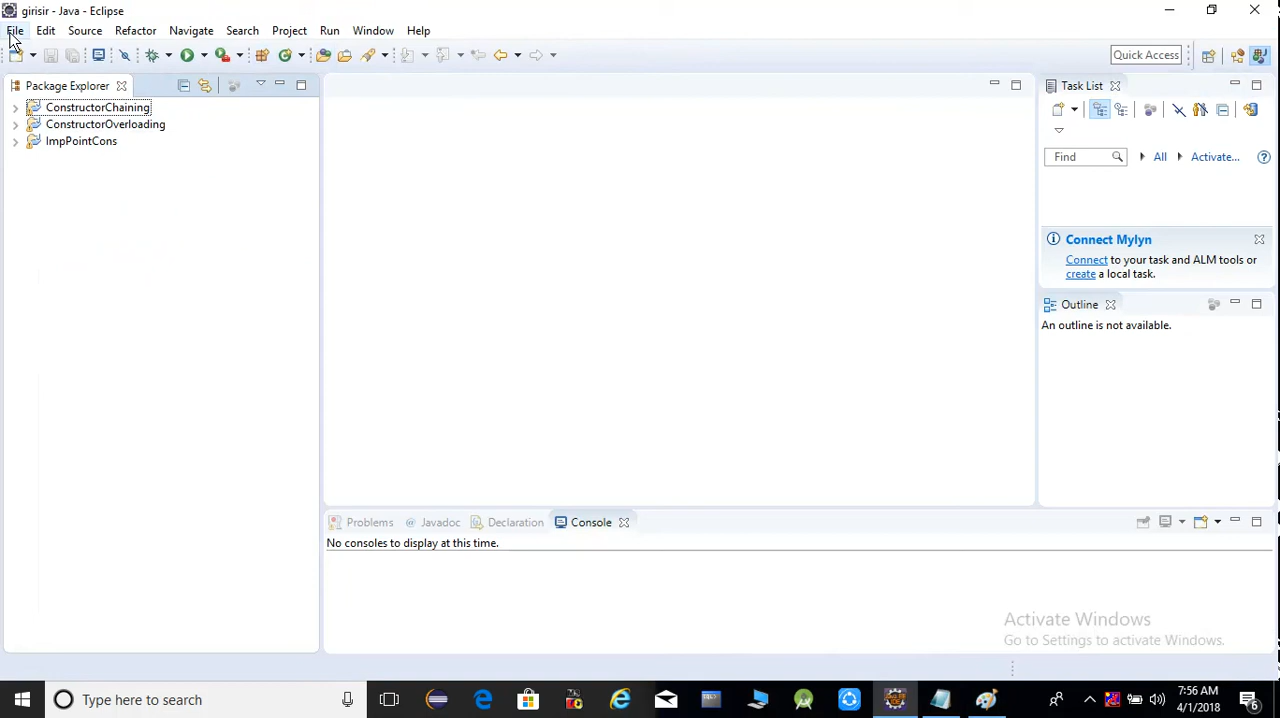 girisir - Java - Eclipse
File Edit Source Refactor Navigate Search Project Run Window Help
Quick Access
Package Explorer
ConstructorChaining
ConstructorOverloading
ImpPointCons
Task List
Find All Activate...
Connect Mylyn
Connect to your task and ALM tools or
create a local task.
Outline
An outline is not available.
Problems @ Javadoc Declaration Console
No consoles to display at this time.
Activate Windows
Go to Settings to activate Windows.
Type here to search
7:56 AM
4/1/2018
6